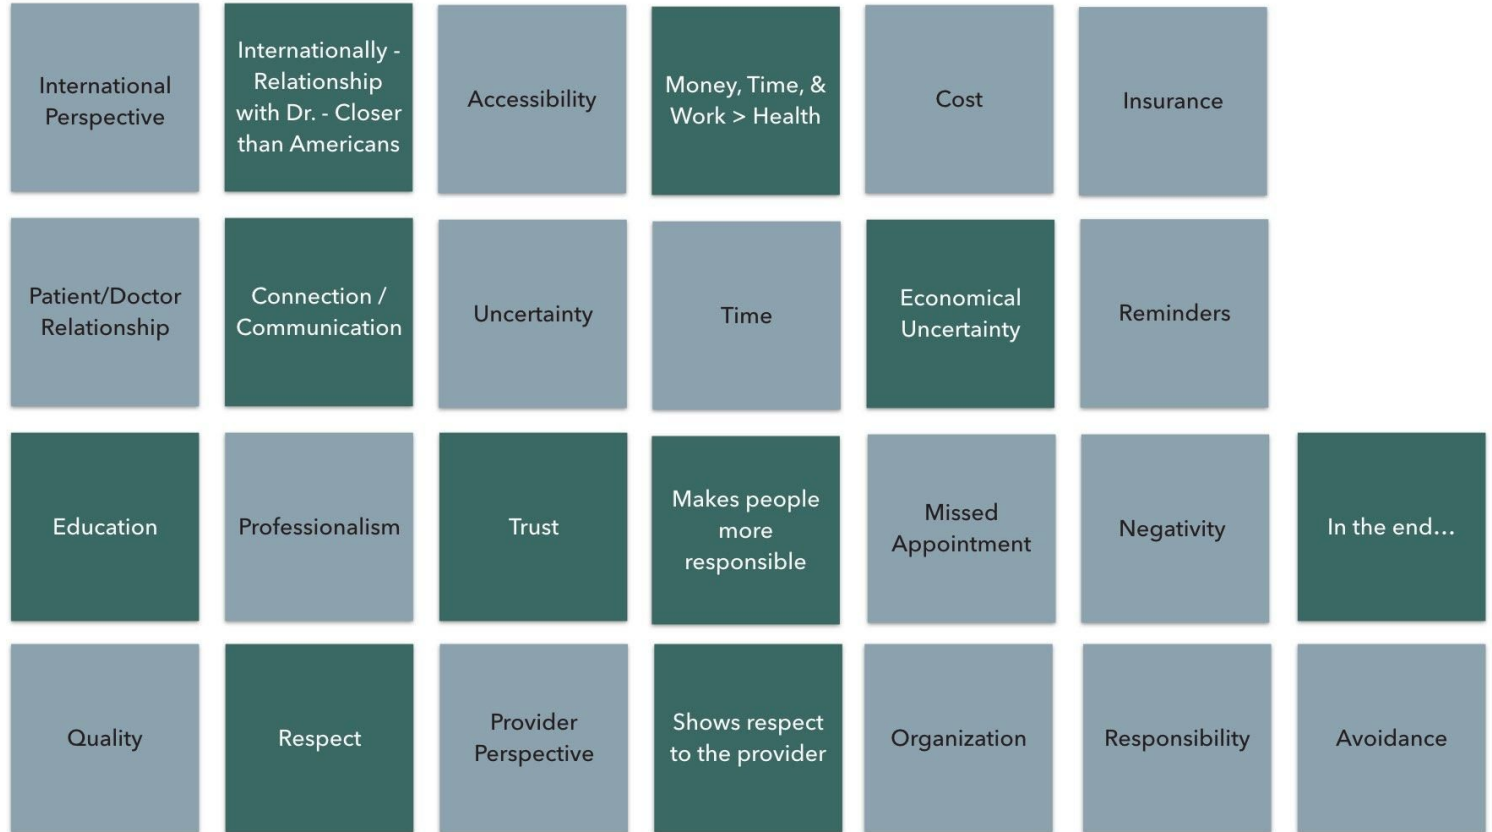 International
Perspective
Internationally -
Relationship
with Dr. - Closer
than Americans
Accessibility
Money, Time, &
Work > Health
Cost
Insurance
Patient/Doctor
Relationship
Connection /
Communication
Uncertainty
Time
Economical
Uncertainty
Reminders
Education
Professionalism
Trust
Makes people
more
responsible
Missed
Appointment
Negativity
In the end...
Quality
Respect
Provider
Perspective
Shows respect
to the provider
Organization
Responsibility
Avoidance